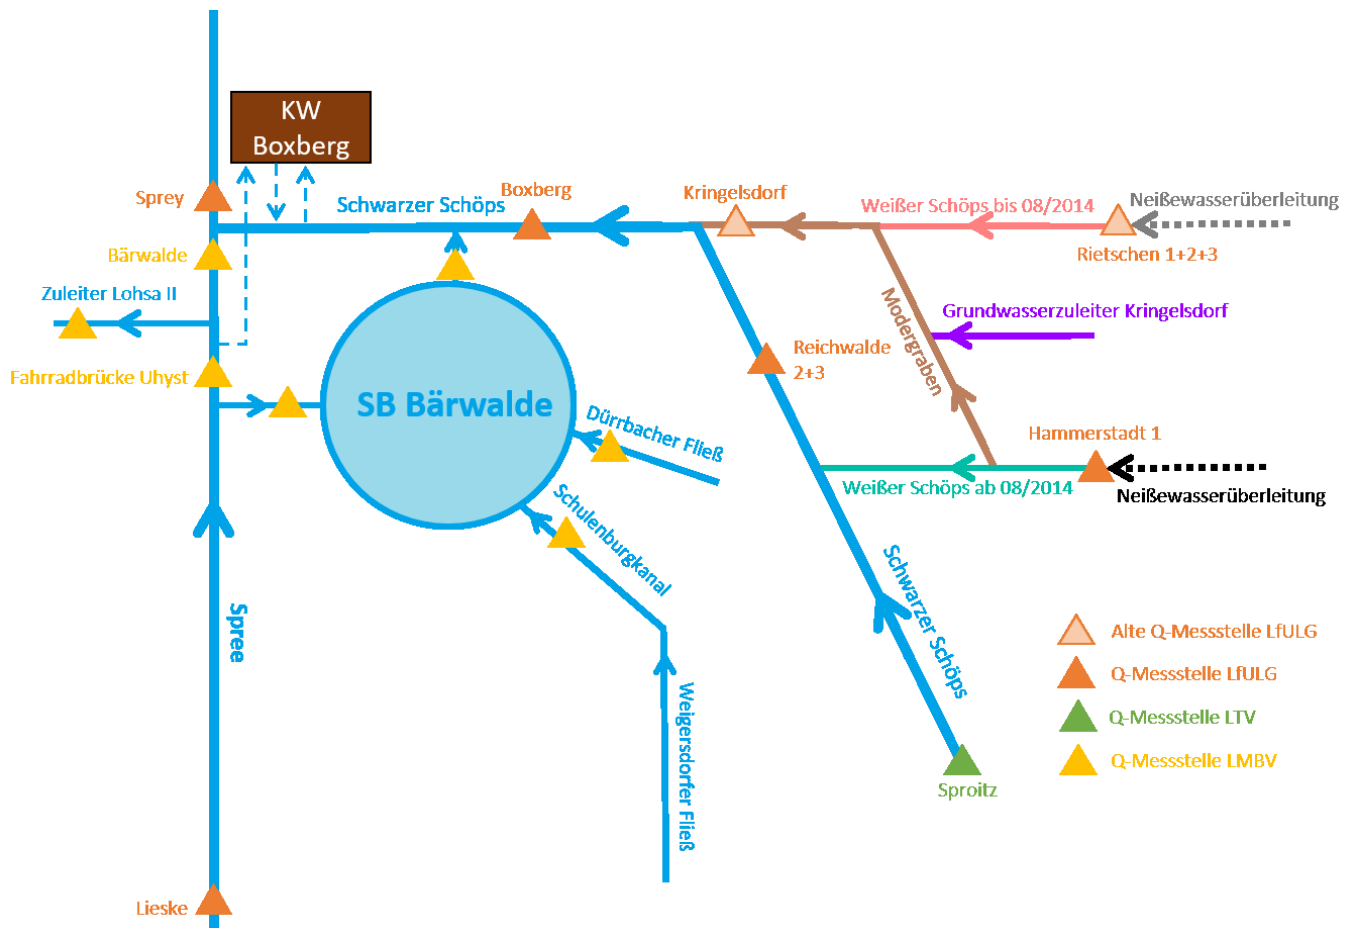 KW
Boxberg
Sprey
Boxberg
Kringelsdorf
Neißewasserüberleitung
Schwarzer Schöps
Weißer Schöps bis 08/2014
Rietschen 1+2+3
Bärwalde
Zuleiter Lohsa II
Modergraben
Grundwasserzuleiter Kringelsdorf
Reichwalde
2+3
Fahrradbrücke Uhyst
SB Bärwalde
Dürrbacher Fließ
Hammerstadt 1
Weißer Schöps ab 08/2014
Neißewasserüberleitung
Schulenburgkanal
Schwarzer Schöps
Spree
Weigersdorfer Fließ
Alte Q-Messstelle LfULG
Q-Messstelle LfULG
Q-Messstelle LTV
Q-Messstelle LMBV
Sproitz
Lieske